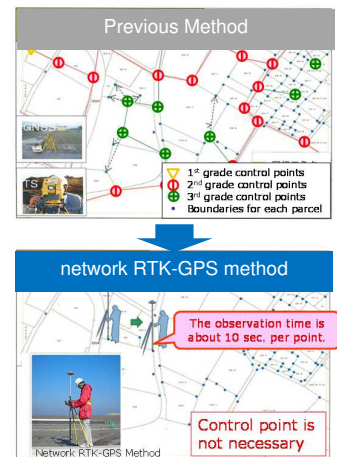 Previous Method
GNSS
TS
1st grade control points
2nd grade control points
3rd grade control points
Boundaries for each parcel
network RTK-GPS method
The observation time is
about 10 sec. per point.
Control point
is not necessary
Network RTK-GPS Method